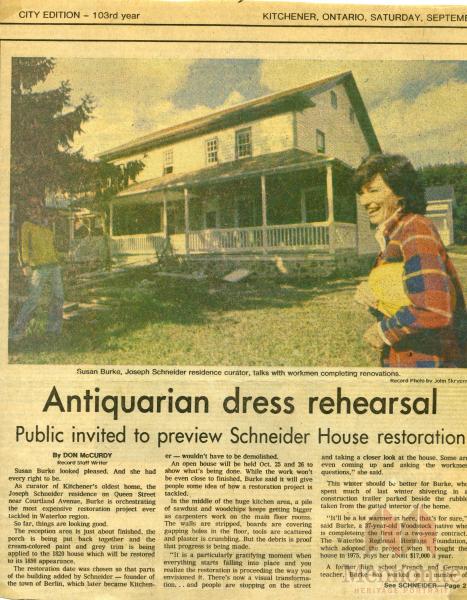 CITY EDITION – 103rd year
KITCHENER, ONTARIO, SATURDAY, SEPTEM
Susan Burke, Joseph Schneider residence curator, talks with workmen completing renovations.
Record Photo by John Skryp
Antiquarian dress rehearsal
Public invited to preview Schneider House restoration
By DON McCURDY
Record Staff Writer
Susan Burke looked pleased. And she had
every right to be.
As curator of Kitchener's oldest home, the
Joseph Schneider residence on Queen Street
near Courtland Avenue, Burke is orchestrating
the most expensive restoration project ever
tackled in Waterloo region.
So far, things are looking good.
The reception area is just about finished, the
porch is being put back together and the
cream-colored paint and grey trim is being
applied to the 1820 house which will be restored
to its 1856 appearance.
The restoration date was chosen so that parts
of the building added by Schneider — founder of
the town of Berlin, which later became Kitchen-
er — wouldn't have to be demolished.
An open house will be held Oct. 25 and 26 to
show what's being done. While the work won't
be even close to finished, Burke said it will give
people some idea of how a restoration project is
tackled.
In the middle of the huge kitchen area, a pile
of sawdust and woodchips keeps getting bigger
as carpenters work on the main floor rooms.
The walls are stripped, boards are covering
gaping holes in the floor, tools are scattered
and plaster is crumbling. But the debris is proof
that progress is being made.
"It is a particularly gratifying moment when
everything starts falling into place and you
realize the restoration is proceeding the way you
envisioned it. There's now a visual transforma-
tion . . . and people are stopping on the street
and taking a closer look at the house. Some are
even coming up and asking the workmen
questions," she said.
This winter should be better for Burke, who
spent much of last winter shivering in a
construction trailer parked beside the rubble
taken from the gutted interior of the home.
"It'll be a lot warmer, that's for sure,"
said Burke, a 31-year-old Woodstock native who
is completing the first of a two-year contract.
The Waterloo Regional Heritage Foundation,
which adopted the project when it bought the
house in 1975, pays her about $17,000 a year.
A former high school history and German
teacher, Burke
See SCHNEIDER — Page 2
HERITAGE PORTRAIT